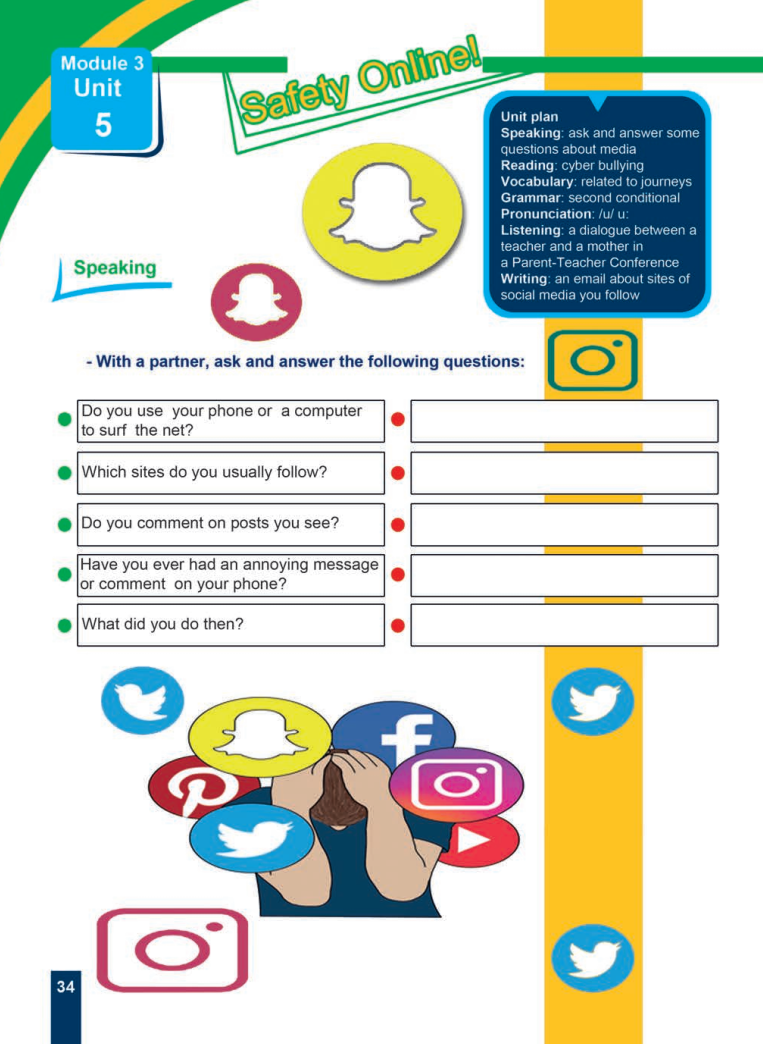 Module 3
Unit
5
Safety Online!
Unit plan
Speaking: ask and answer some
questions about media
Reading: cyber bullying
Vocabulary: related to journeys
Grammar: second conditional
Pronunciation: /u/ u:
Listening: a dialogue between a
teacher and a mother in
a Parent-Teacher Conference
Writing: an email about sites of
social media you follow
Speaking
- With a partner, ask and answer the following questions:
Do you use your phone or a computer
to surf the net?
Which sites do you usually follow?
Do you comment on posts you see?
Have you ever had an annoying message
or comment on your phone?
What did you do then?
34